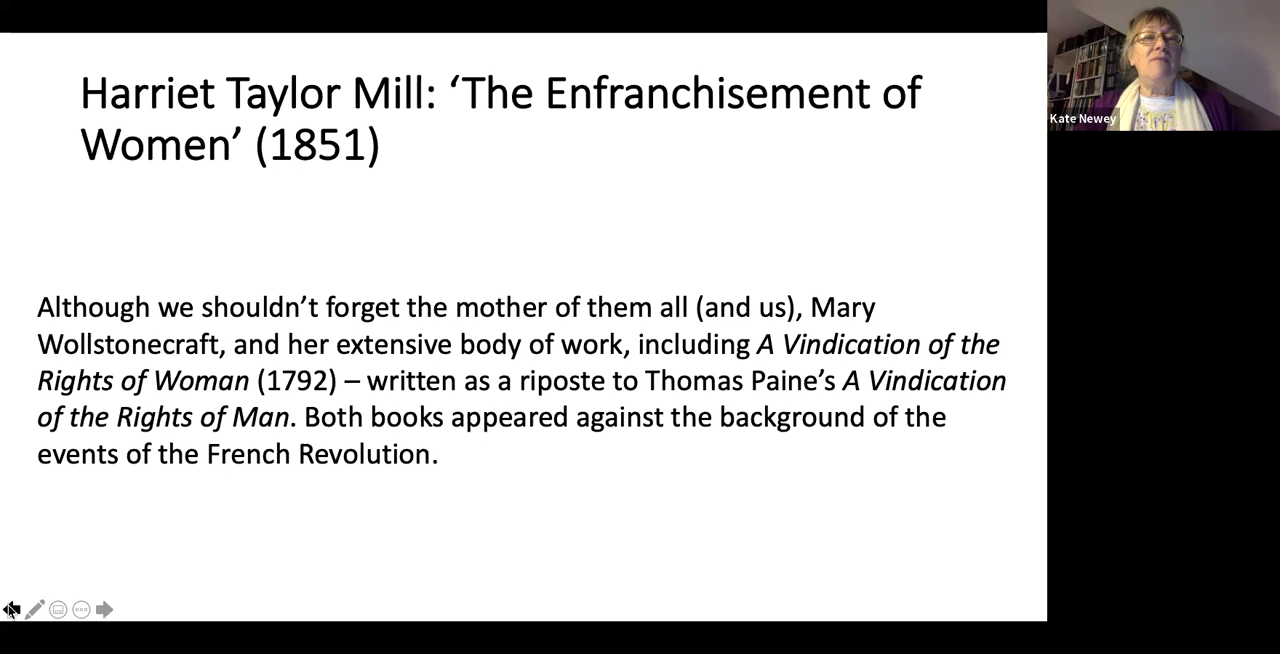 Harriet Taylor Mill: ‘The Enfranchisement of
Women’ (1851)
Although we shouldn’t forget the mother of them all (and us), Mary
Wollstonecraft, and her extensive body of work, including A Vindication of the
Rights of Woman (1792) – written as a riposte to Thomas Paine’s A Vindication
of the Rights of Man. Both books appeared against the background of the
events of the French Revolution.
Kate Newey